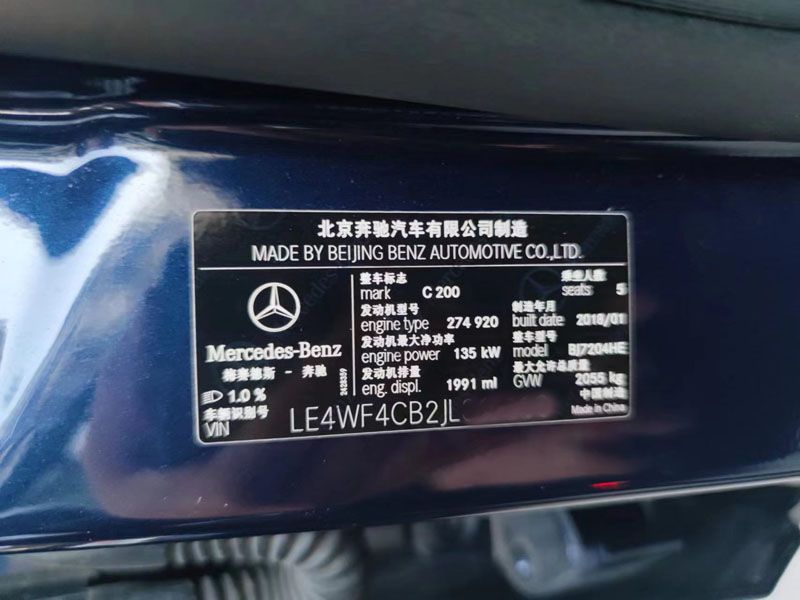 北京奔驰汽车有限公司制造
MADE BY BEIJING BENZ AUTOMOTIVE CO.,LTD.
Mercedes-Benz
梅赛德斯 - 奔驰
1.0 %
整车标志
mark C 200
乘坐人数
seats 5
发动机型号
engine type 274 920
制造年月
built date 2018/01
发动机最大净功率
engine power 135 kW
整车型号
model BJ7204HE
发动机排量
eng. displ. 1991 ml
最大允许总质量
GVW 2055 kg
中国制造
Made in China
车辆识别号
VIN LE4WF4CB2JL